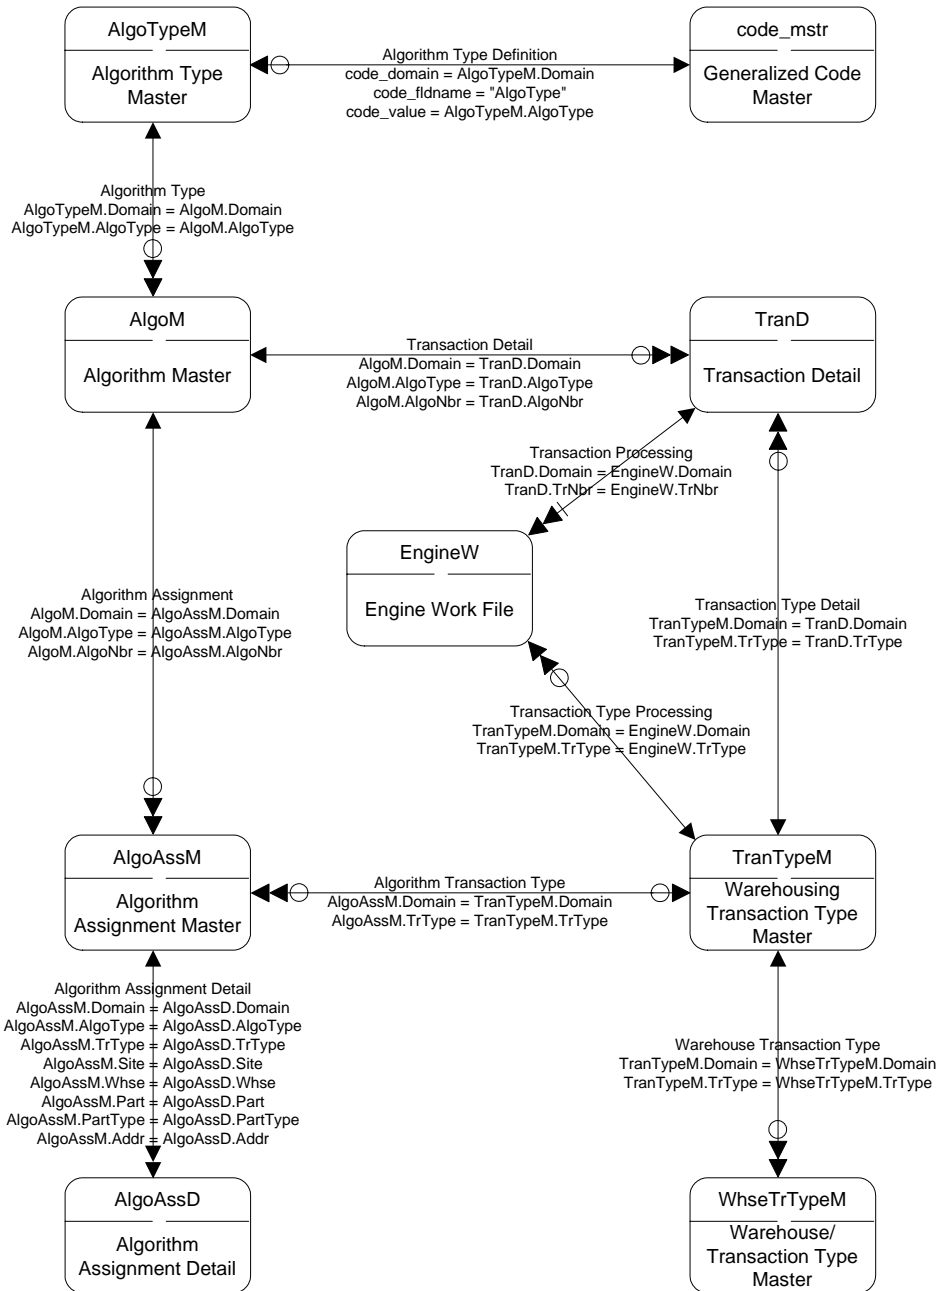 AlgoTypeM
Algorithm Type
Master
Algorithm Type Definition
code_domain = AlgoTypeM.Domain
code_fldname = "AlgoType"
code_value = AlgoTypeM.AlgoType
code_mstr
Generalized Code
Master
Algorithm Type
AlgoTypeM.Domain = AlgoM.Domain
AlgoTypeM.AlgoType = AlgoM.AlgoType
AlgoM
Algorithm Master
Transaction Detail
AlgoM.Domain = TranD.Domain
AlgoM.AlgoType = TranD.AlgoType
AlgoM.AlgoNbr = TranD.AlgoNbr
TranD
Transaction Detail
Transaction Processing
TranD.Domain = EngineW.Domain
TranD.TrNbr = EngineW.TrNbr
EngineW
Engine Work File
Algorithm Assignment
AlgoM.Domain = AlgoAssM.Domain
AlgoM.AlgoType = AlgoAssM.AlgoType
AlgoM.AlgoNbr = AlgoAssM.AlgoNbr
Transaction Type Detail
TranTypeM.Domain = TranD.Domain
TranTypeM.TrType = TranD.TrType
Transaction Type Processing
TranTypeM.Domain = EngineW.Domain
TranTypeM.TrType = EngineW.TrType
AlgoAssM
Algorithm
Assignment Master
Algorithm Transaction Type
AlgoAssM.Domain = TranTypeM.Domain
AlgoAssM.TrType = TranTypeM.TrType
TranTypeM
Warehousing
Transaction Type
Master
Algorithm Assignment Detail
AlgoAssM.Domain = AlgoAssD.Domain
AlgoAssM.AlgoType = AlgoAssD.AlgoType
AlgoAssM.TrType = AlgoAssD.TrType
AlgoAssM.Site = AlgoAssD.Site
AlgoAssM.Whse = AlgoAssD.Whse
AlgoAssM.Part = AlgoAssD.Part
AlgoAssM.PartType = AlgoAssD.PartType
AlgoAssM.Addr = AlgoAssD.Addr
Warehouse Transaction Type
TranTypeM.Domain = WhseTrTypeM.Domain
TranTypeM.TrType = WhseTrTypeM.TrType
AlgoAssD
Algorithm
Assignment Detail
WhseTrTypeM
Warehouse/
Transaction Type
Master